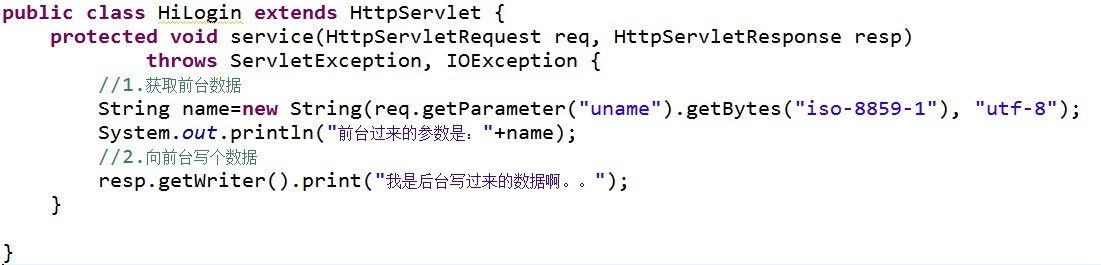 public class HiLogin extends HttpServlet {
    protected void service(HttpServletRequest req, HttpServletResponse resp)
            throws ServletException, IOException {
        //1.获取前台数据
        String name=new String(req.getParameter("uname").getBytes("iso-8859-1"), "utf-8");
        System.out.println("前台过来的参数是："+name);
        //2.向前台写个数据
        resp.getWriter().print("我是后台写过来的数据啊。。");
    }
}